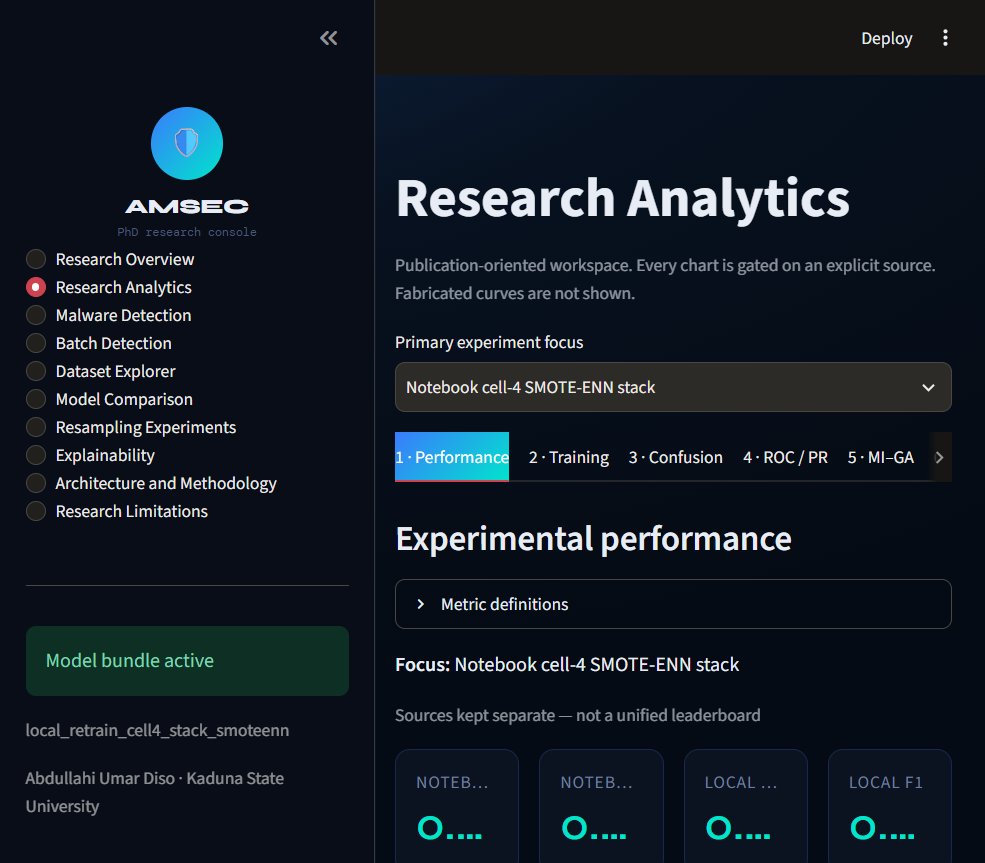 Deploy
AMSEC
PhD research console
Research Overview
Research Analytics
Malware Detection
Batch Detection
Dataset Explorer
Model Comparison
Resampling Experiments
Explainability
Architecture and Methodology
Research Limitations
Model bundle active
local_retrain_cell4_stack_smoteenn
Abdullahi Umar Diso · Kaduna State
University
Research Analytics
Publication-oriented workspace. Every chart is gated on an explicit source.
Fabricated curves are not shown.
Primary experiment focus
Notebook cell-4 SMOTE-ENN stack
1 · Performance 2 · Training 3 · Confusion 4 · ROC / PR 5 · MI–GA
Experimental performance
Metric definitions
Focus: Notebook cell-4 SMOTE-ENN stack
Sources kept separate — not a unified leaderboard
NOTEB... NOTEB... LOCAL ... LOCAL F1
0.... 0.... 0.... 0....